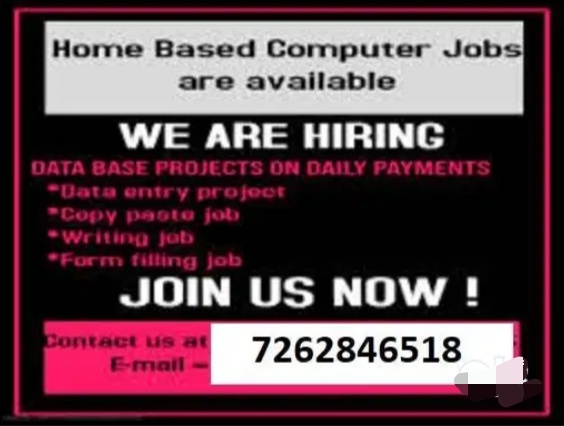 Home Based Computer Jobs
are available
WE ARE HIRING
DATA BASE PROJECTS ON DAILY PAYMENTS
*Data entry project
*Copy paste job
*Writing job
*Form filling job
JOIN US NOW !
Contact us at
7262846518
E-mail –